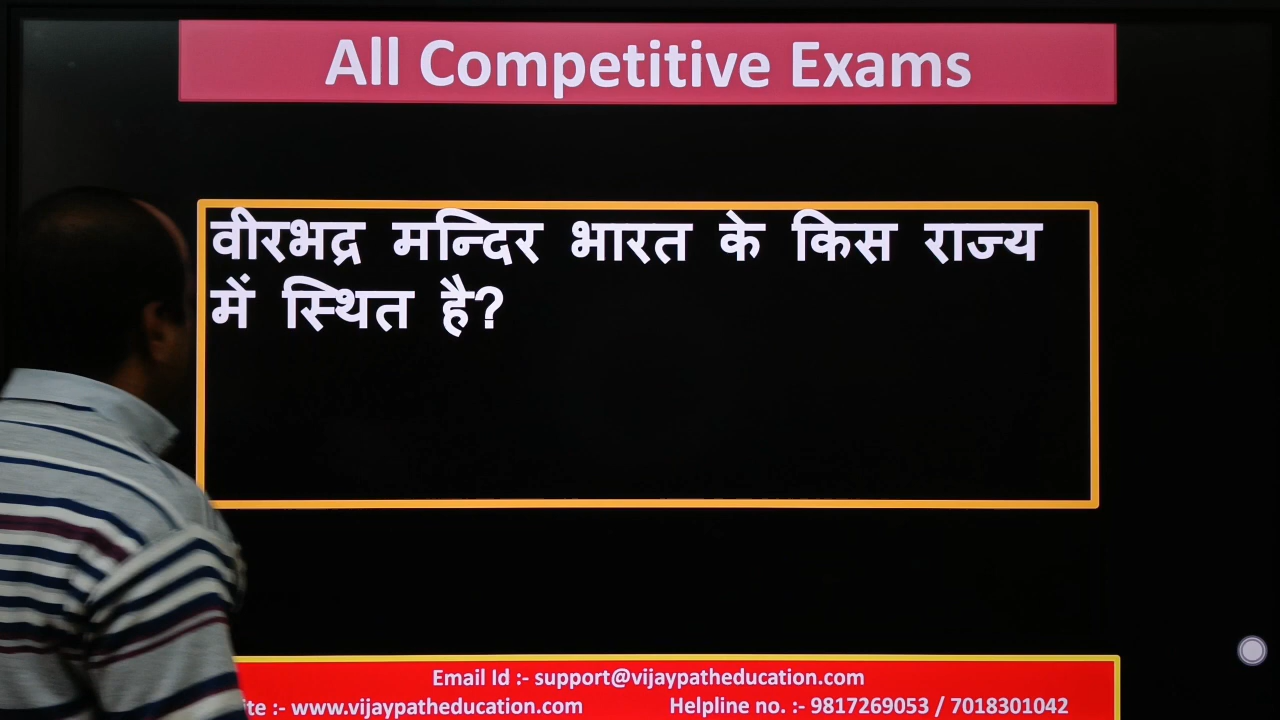 All Competitive Exams
वीरभद्र मन्दिर भारत के किस राज्य
में स्थित है?
Email Id :- support@vijaypatheducation.com
ite :- www.vijaypatheducation.com Helpline no. :- 9817269053 / 7018301042